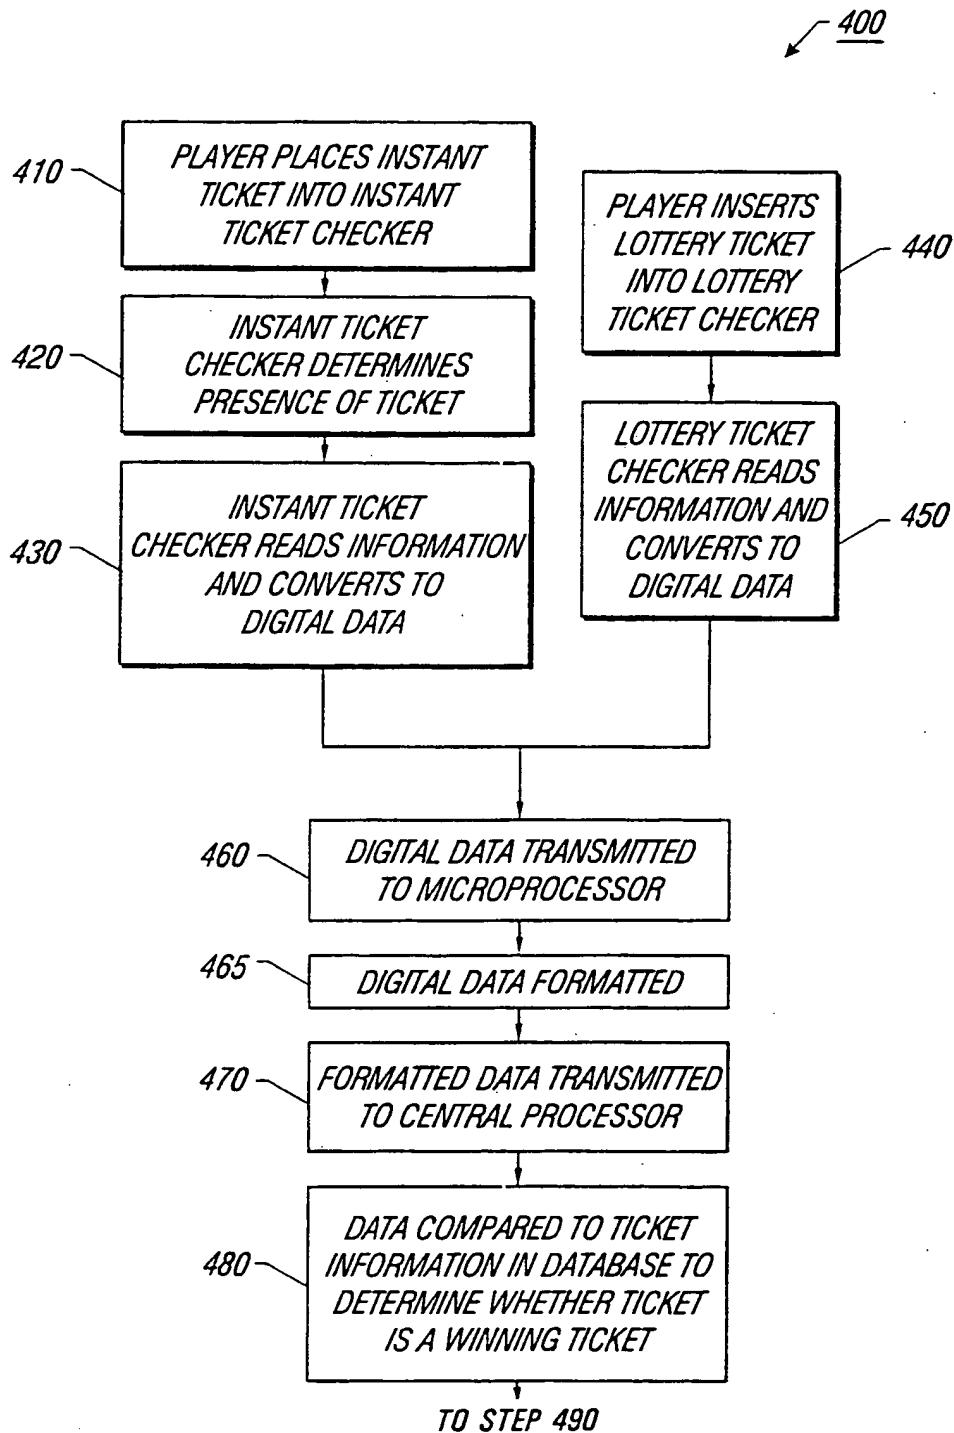 400
410
PLAYER PLACES INSTANT
TICKET INTO INSTANT
TICKET CHECKER
420
INSTANT TICKET
CHECKER DETERMINES
PRESENCE OF TICKET
430
INSTANT TICKET
CHECKER READS INFORMATION
AND CONVERTS TO
DIGITAL DATA
PLAYER INSERTS
LOTTERY TICKET
INTO LOTTERY
TICKET CHECKER
440
LOTTERY TICKET
CHECKER READS
INFORMATION AND
CONVERTS TO
DIGITAL DATA
450
460
DIGITAL DATA TRANSMITTED
TO MICROPROCESSOR
465
DIGITAL DATA FORMATTED
470
FORMATTED DATA TRANSMITTED
TO CENTRAL PROCESSOR
480
DATA COMPARED TO TICKET
INFORMATION IN DATABASE TO
DETERMINE WHETHER TICKET
IS A WINNING TICKET
TO STEP 490